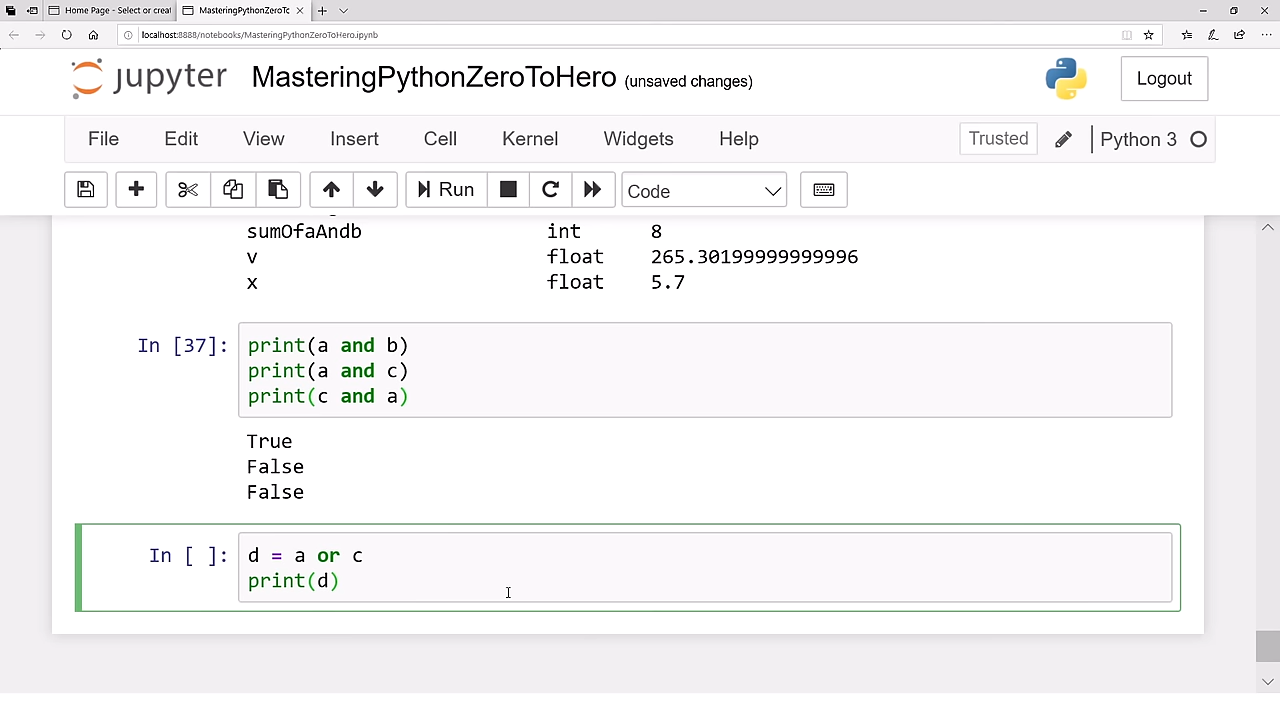 Home Page - Select or creat
MasteringPythonZeroTc
localhost:8888/notebooks/MasteringPythonZeroToHero.ipynb
jupyter MasteringPythonZeroToHero (unsaved changes)
Logout
File Edit View Insert Cell Kernel Widgets Help Trusted Python 3
Run Code
sumOfaAndb int 8
v float 265.30199999999996
x float 5.7
In [37]: print(a and b)
print(a and c)
print(c and a)
True
False
False
In [ ]: d = a or c
print(d)